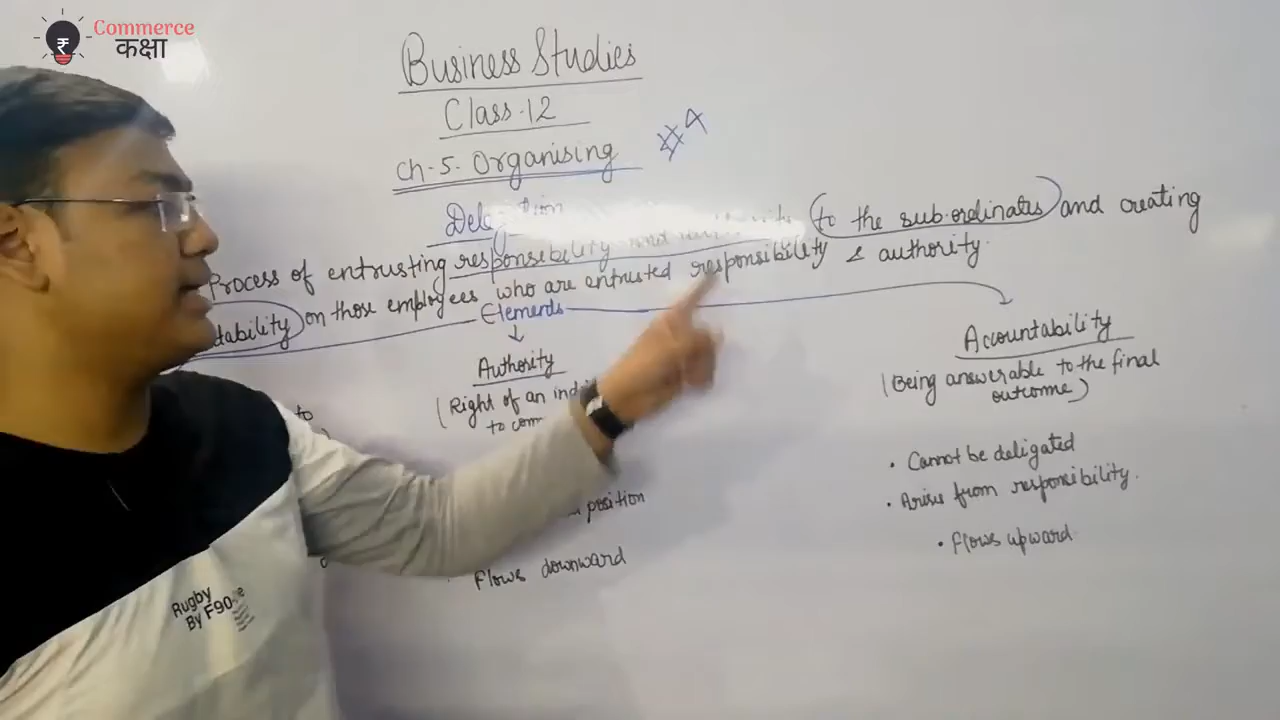 Commerce
कक्षा
Business Studies
Class-12
Ch-5. Organising #4
to the sub-ordinates and creating
Process of entrusting responsibility and
on those employees who are entrusted responsibility & authority.
Elements
Authority
(Right of an
to
position
Flows downward
Accountability
(Being answerable to the final
outcome)
• Cannot be deligated
• Arise from responsibility.
• Flows upward
Rugby
By F90